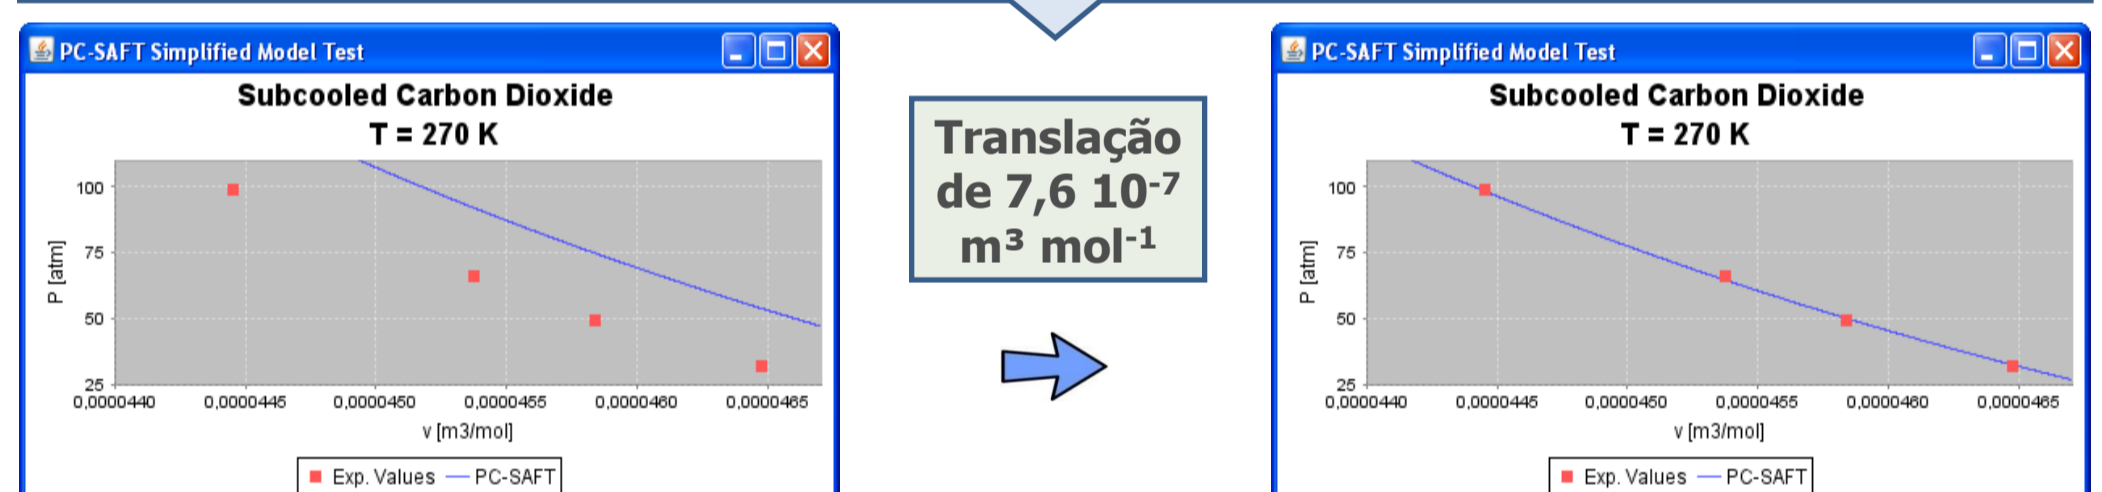 PC-SAFT Simplified Model Test
Subcooled Carbon Dioxide
T = 270 K
P [atm]
100
75
50
25
0,0000440 0,0000445 0,0000450 0,0000455 0,0000460 0,0000465
v [m3/mol]
Exp. Values PC-SAFT
Translação
de 7,6 10⁻⁷
m³ mol⁻¹
PC-SAFT Simplified Model Test
Subcooled Carbon Dioxide
T = 270 K
P [atm]
100
75
50
25
0,0000440 0,0000445 0,0000450 0,0000455 0,0000460 0,0000465
v [m3/mol]
Exp. Values PC-SAFT